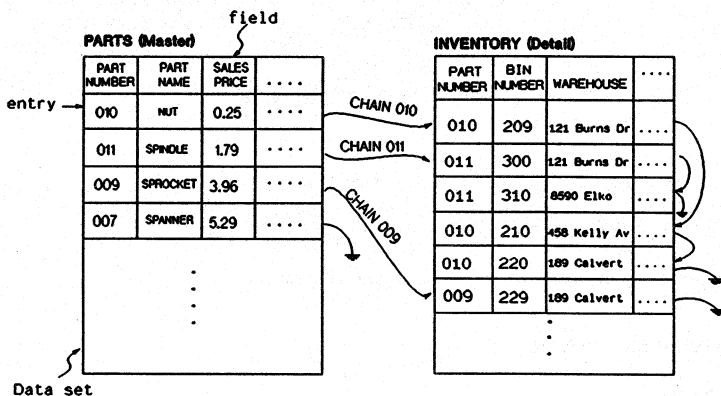 field
PARTS (Master)
PART NUMBER PART NAME SALES PRICE ....
entry 010 NUT 0.25 ....
011 SPINDLE 1.79 ....
009 SPROCKET 3.96 ....
007 SPANNER 5.29 ....
Data set
CHAIN 010
CHAIN 011
CHAIN 009
INVENTORY (Detail)
PART NUMBER BIN NUMBER WAREHOUSE ....
010 209 121 Burns Dr ....
011 300 121 Burns Dr ....
011 310 8590 Elko ....
010 210 458 Kelly Av ....
010 220 189 Calvert ....
009 229 189 Calvert ....